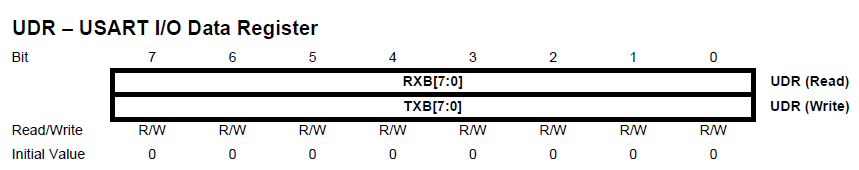 UDR – USART I/O Data Register
Bit 7 6 5 4 3 2 1 0
RXB[7:0] UDR (Read)
TXB[7:0] UDR (Write)
Read/Write R/W R/W R/W R/W R/W R/W R/W R/W
Initial Value 0 0 0 0 0 0 0 0